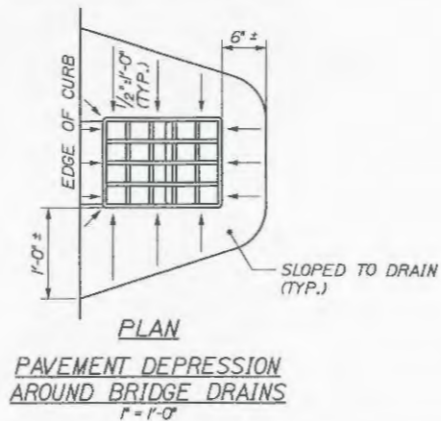 6" ±
EDGE OF CURB
1/2":1'-0"
(TYP.)
1'-0" ±
SLOPED TO DRAIN
(TYP.)
PLAN
PAVEMENT DEPRESSION
AROUND BRIDGE DRAINS
1" = 1'-0"